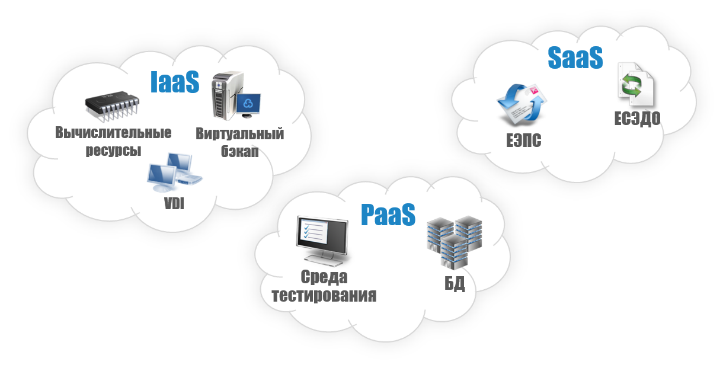 IaaS
Вычислительные
ресурсы
Виртуальный
бэкап
VDI
SaaS
ЕЭПС
ЕСЭДО
PaaS
Среда
тестирования
БД